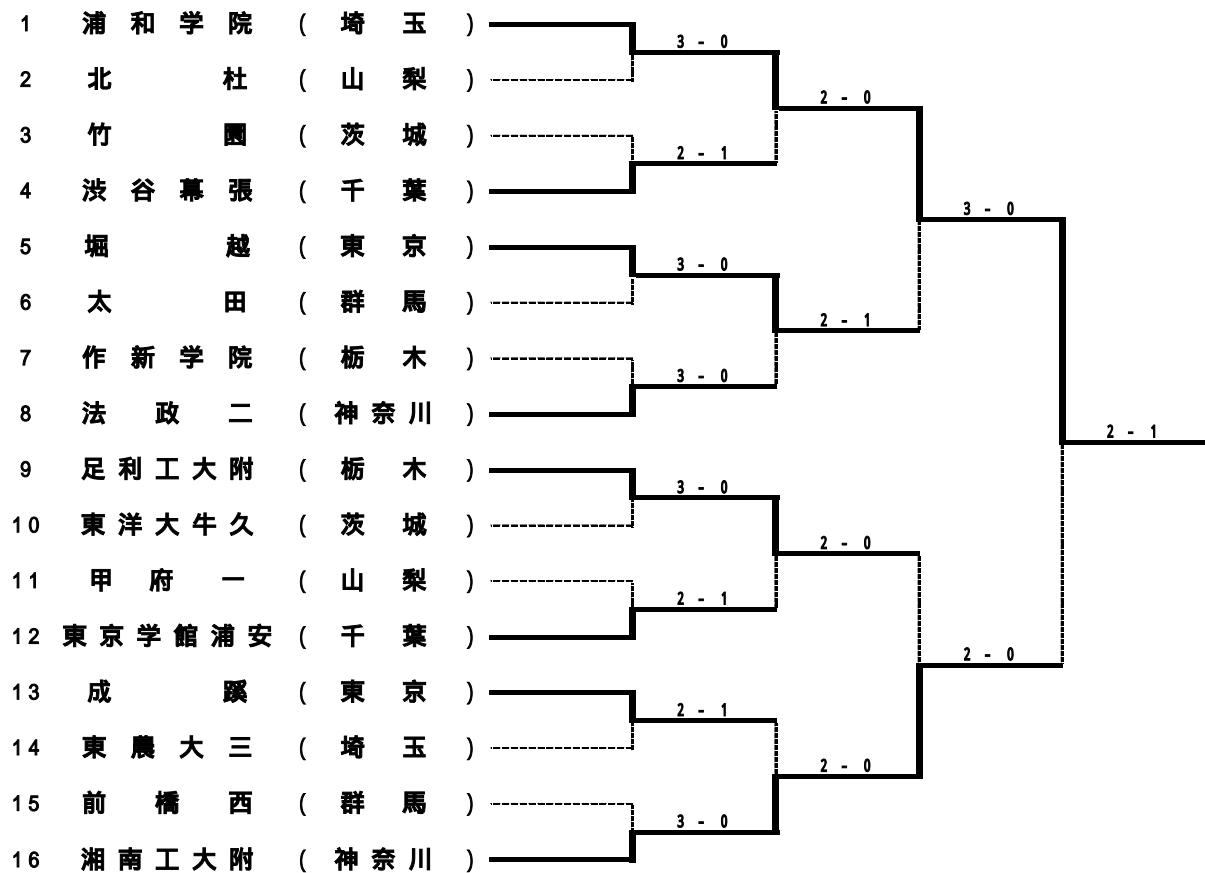 1 浦和学院 ( 埼玉 )
3 - 0
2 北杜 ( 山梨 )
2 - 0
3 竹園 ( 茨城 )
2 - 1
4 渋谷幕張 ( 千葉 )
3 - 0
5 堀越 ( 東京 )
3 - 0
6 太田 ( 群馬 )
2 - 1
7 作新学院 ( 栃木 )
3 - 0
8 法政二 ( 神奈川 )
2 - 1
9 足利工大附 ( 栃木 )
3 - 0
10 東洋大牛久 ( 茨城 )
2 - 0
11 甲府一 ( 山梨 )
2 - 1
12 東京学館浦安 ( 千葉 )
2 - 0
13 成蹊 ( 東京 )
2 - 1
14 東農大三 ( 埼玉 )
2 - 0
15 前橋西 ( 群馬 )
3 - 0
16 湘南工大附 ( 神奈川 )